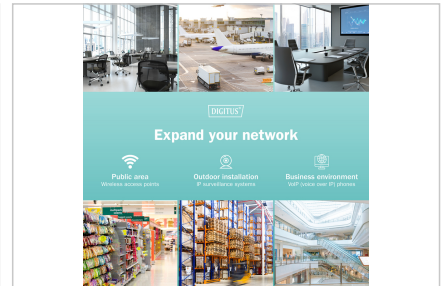 DIGITUS
Expand your network
Public area
Wireless access points
Outdoor installation
IP surveillance systems
Business environment
VoIP (voice over IP) phones